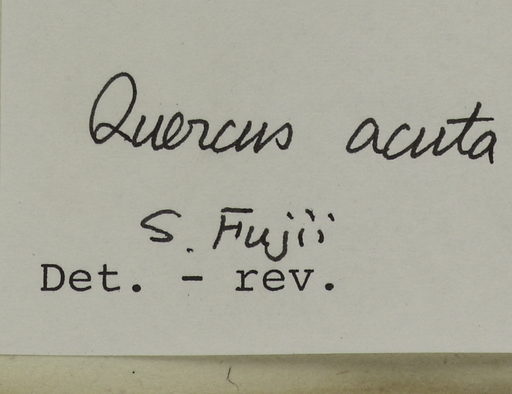 Quercus acuta
S. Fujii
Det. - rev.